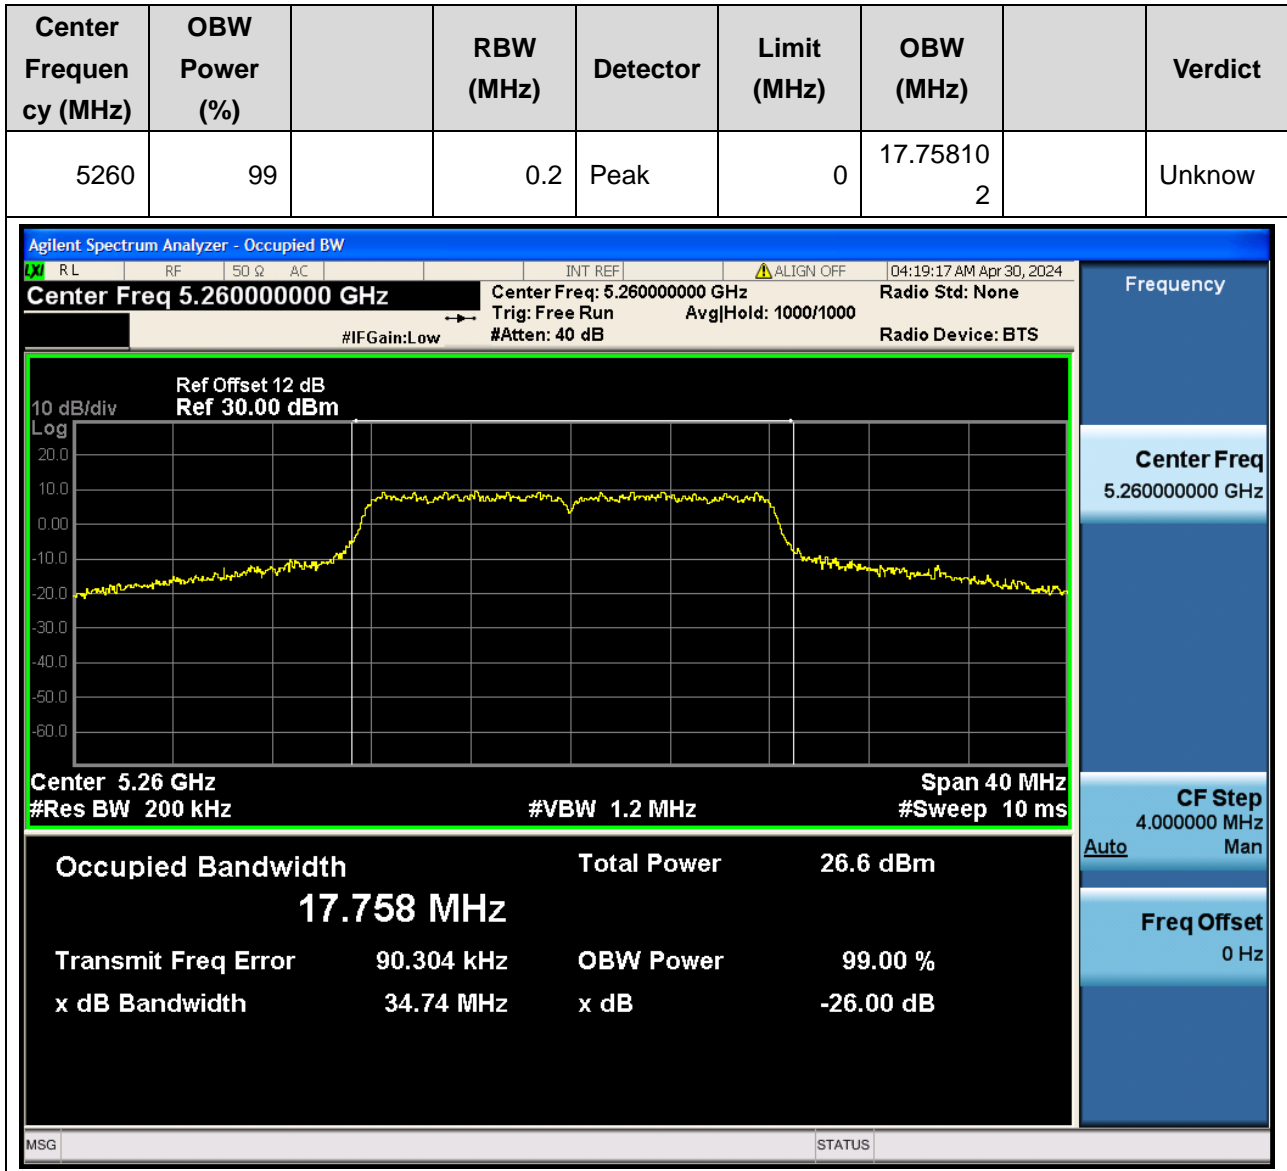 Center Frequen cy (MHz) OBW Power (%) RBW (MHz) Detector Limit (MHz) OBW (MHz) Verdict
5260 99 0.2 Peak 0 17.75810 2 Unknow
Agilent Spectrum Analyzer - Occupied BW
LXI RL RF 50 Ω AC INT REF ALIGN OFF 04:19:17 AM Apr 30, 2024
Center Freq 5.260000000 GHz
Center Freq: 5.260000000 GHz
Radio Std: None
Trig: Free Run Avg|Hold: 1000/1000
#IFGain:Low #Atten: 40 dB Radio Device: BTS
Frequency
Ref Offset 12 dB
10 dB/div Ref 30.00 dBm
Log
20.0
10.0
0.00
-10.0
-20.0
-30.0
-40.0
-50.0
-60.0
Center 5.26 GHz Span 40 MHz
#Res BW 200 kHz #VBW 1.2 MHz #Sweep 10 ms
Occupied Bandwidth Total Power 26.6 dBm
17.758 MHz
Transmit Freq Error 90.304 kHz OBW Power 99.00 %
x dB Bandwidth 34.74 MHz x dB -26.00 dB
Center Freq
5.260000000 GHz
CF Step
4.000000 MHz
Auto Man
Freq Offset
0 Hz
MSG STATUS